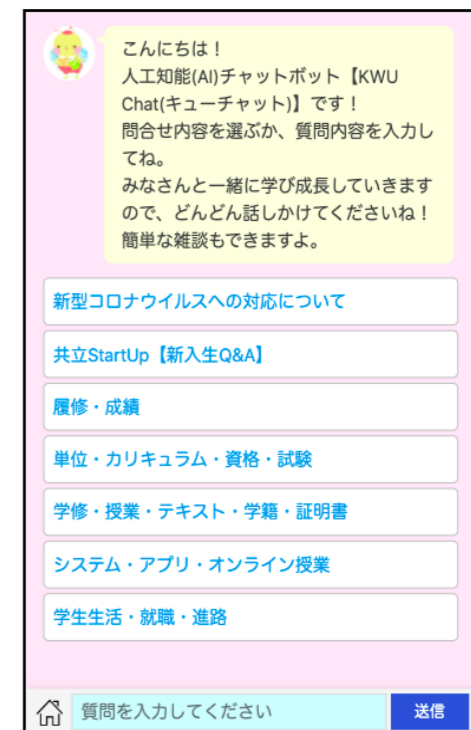 こんにちは！
人工知能(AI)チャットボット【KWU
Chat(キューチャット)】です！
問合せ内容を選ぶか、質問内容を入力し
てね。
みなさんと一緒に学び成長していきます
ので、どんどん話しかけてくださいね！
簡単な雑談もできますよ。
新型コロナウイルスへの対応について
共立StartUp【新入生Q&A】
履修・成績
単位・カリキュラム・資格・試験
学修・授業・テキスト・学籍・証明書
システム・アプリ・オンライン授業
学生生活・就職・進路
質問を入力してください
送信